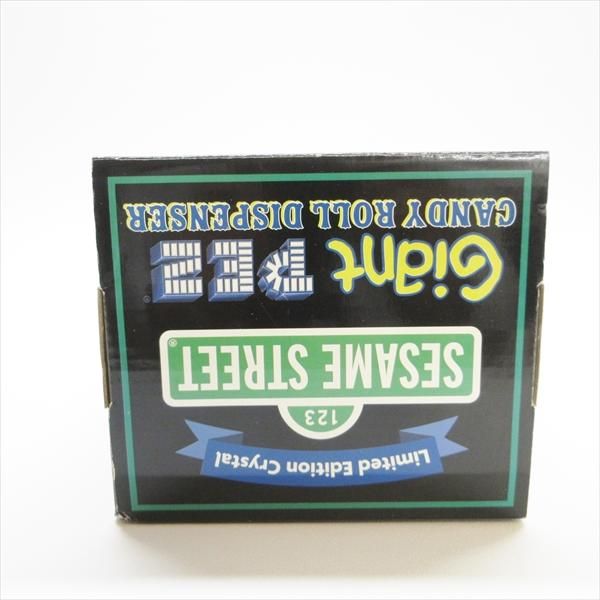 Limited Edition Crystal
123
SESAME STREET®
Giant PEZ®
CANDY ROLL DISPENSER